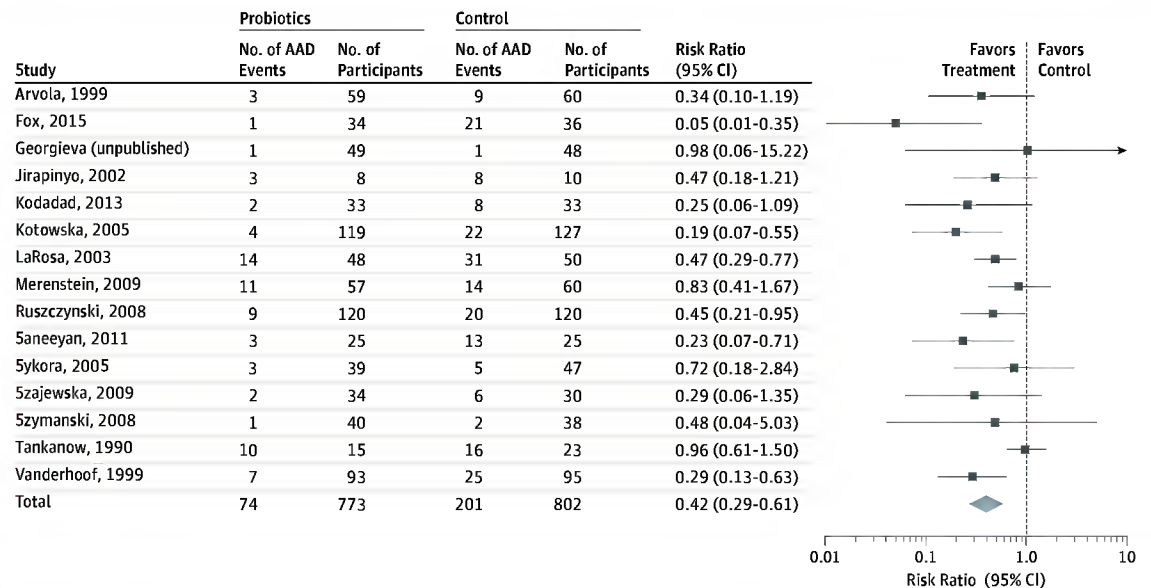 Probiotics Control
No. of AAD No. of No. of AAD No. of Risk Ratio Favors Favors
5tudy Events Participants Events Participants (95% CI) Treatment Control
Arvola, 1999 3 59 9 60 0.34 (0.10-1.19)
Fox, 2015 1 34 21 36 0.05 (0.01-0.35)
Georgieva (unpublished) 1 49 1 48 0.98 (0.06-15.22)
Jirapinyo, 2002 3 8 8 10 0.47 (0.18-1.21)
Kodadad, 2013 2 33 8 33 0.25 (0.06-1.09)
Kotowska, 2005 4 119 22 127 0.19 (0.07-0.55)
LaRosa, 2003 14 48 31 50 0.47 (0.29-0.77)
Merenstein, 2009 11 57 14 60 0.83 (0.41-1.67)
Ruszczynski, 2008 9 120 20 120 0.45 (0.21-0.95)
5aneeyan, 2011 3 25 13 25 0.23 (0.07-0.71)
5ykora, 2005 3 39 5 47 0.72 (0.18-2.84)
5zajewska, 2009 2 34 6 30 0.29 (0.06-1.35)
5zymanski, 2008 1 40 2 38 0.48 (0.04-5.03)
Tankanow, 1990 10 15 16 23 0.96 (0.61-1.50)
Vanderhoof, 1999 7 93 25 95 0.29 (0.13-0.63)
Total 74 773 201 802 0.42 (0.29-0.61)
0.01 0.1 1.0 10
Risk Ratio (95% CI)